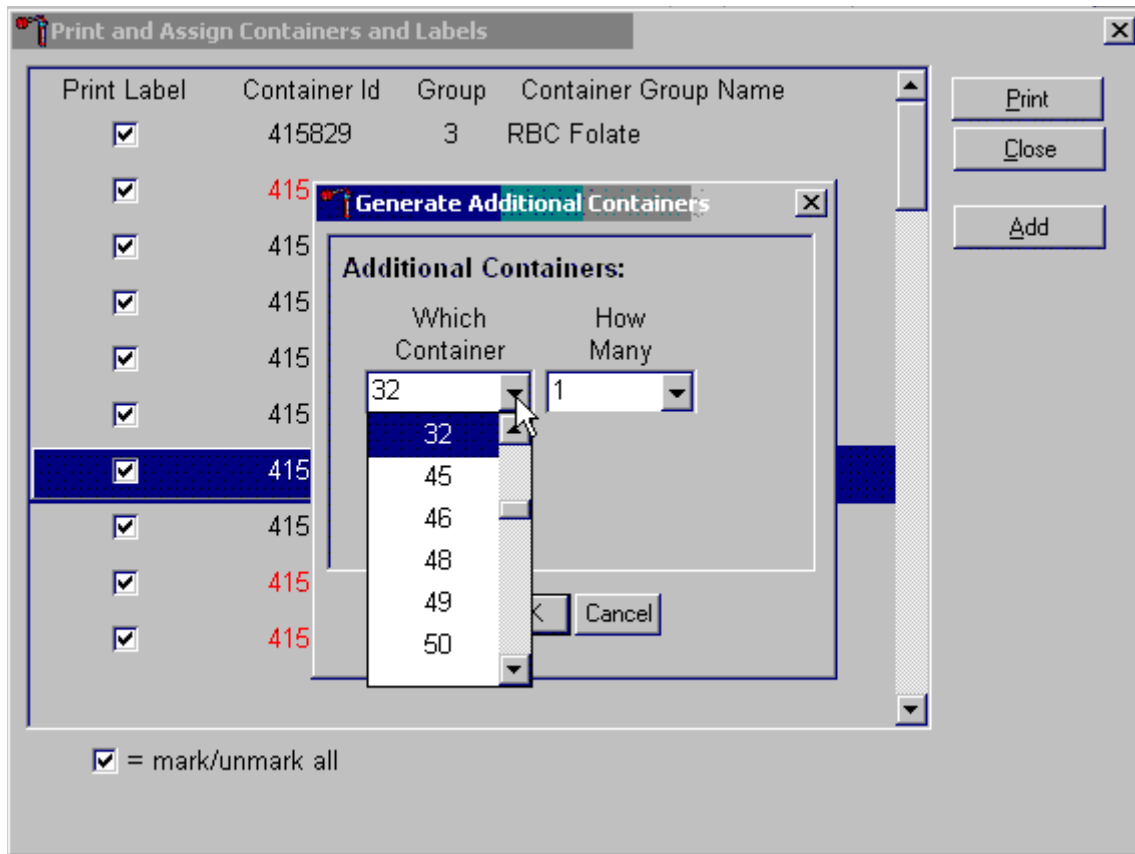 Print and Assign Containers and Labels
Print Label Container Id Group Container Group Name
415829 3 RBC Folate
415
415
415
415
415
415
415
415
415
Print
Close
Add
Generate Additional Containers
Additional Containers:
Which Container
How Many
32
1
32
45
46
48
49
50
K
Cancel
= mark/unmark all